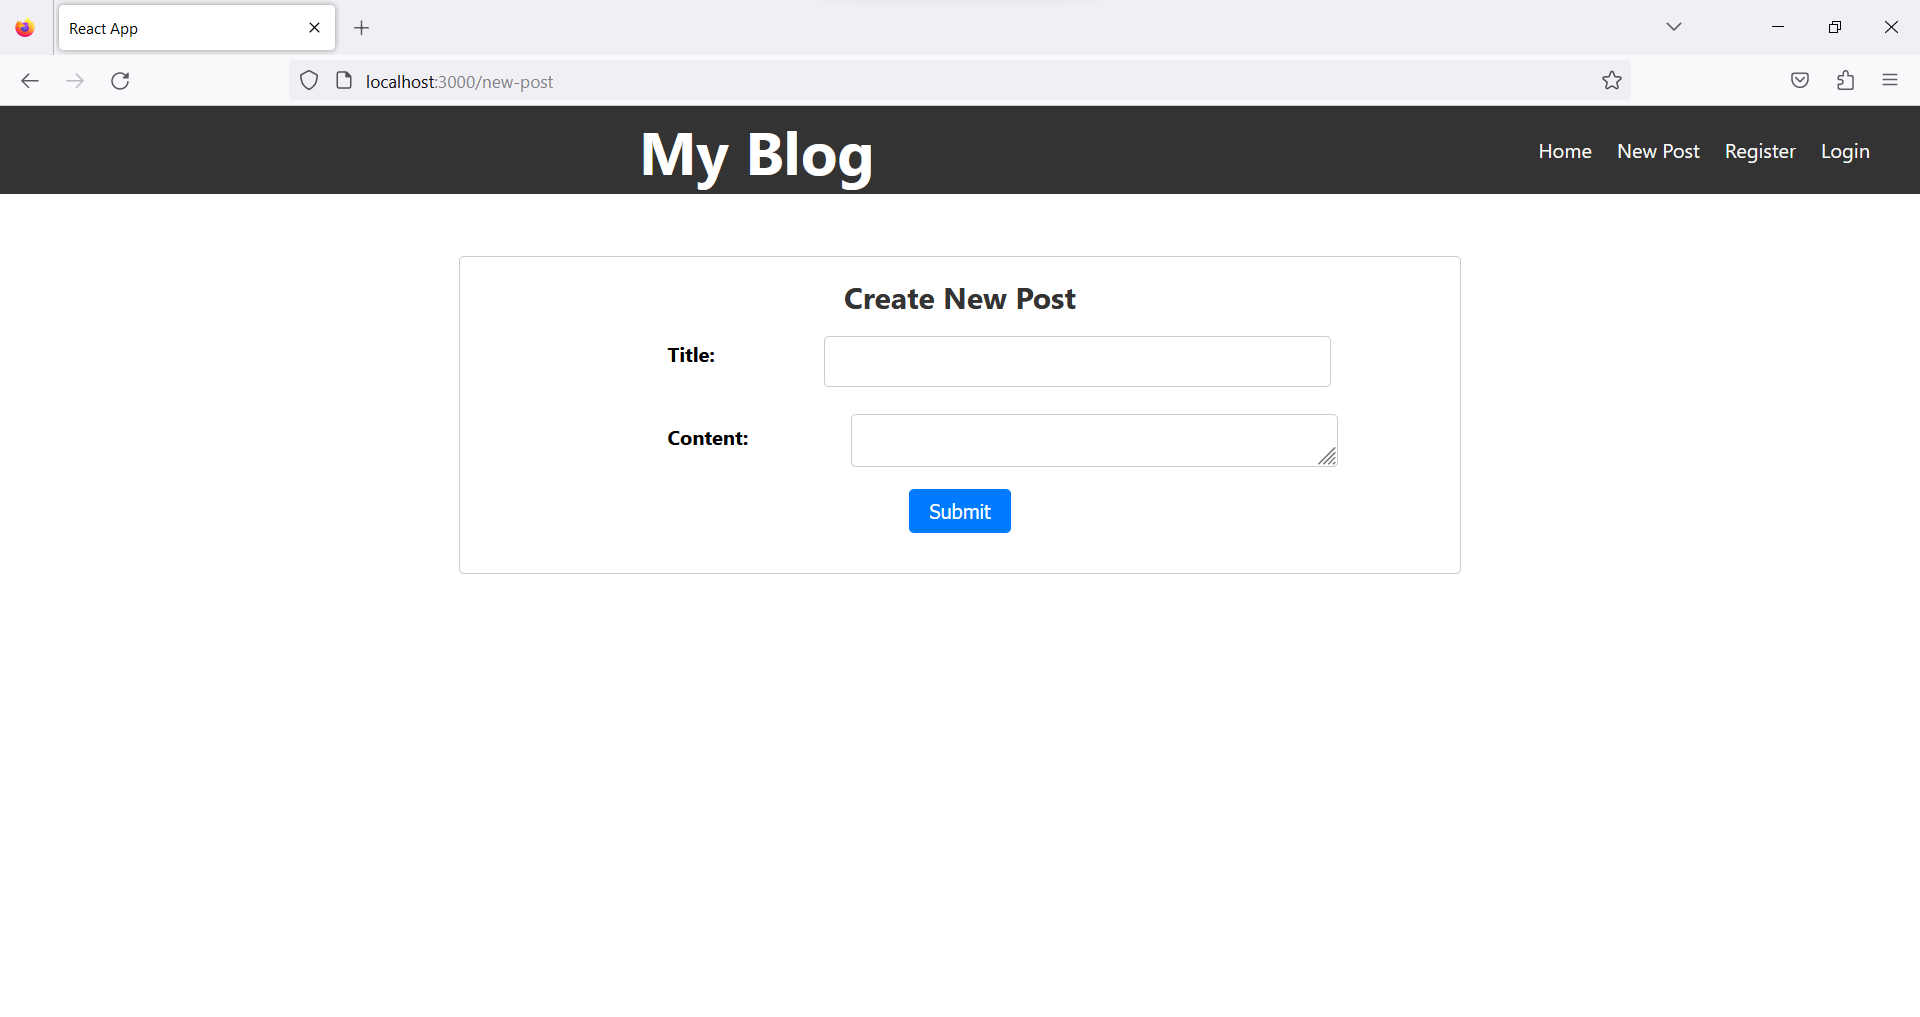 React App
localhost:3000/new-post
My Blog
Home New Post Register Login
Create New Post
Title:
Content:
Submit